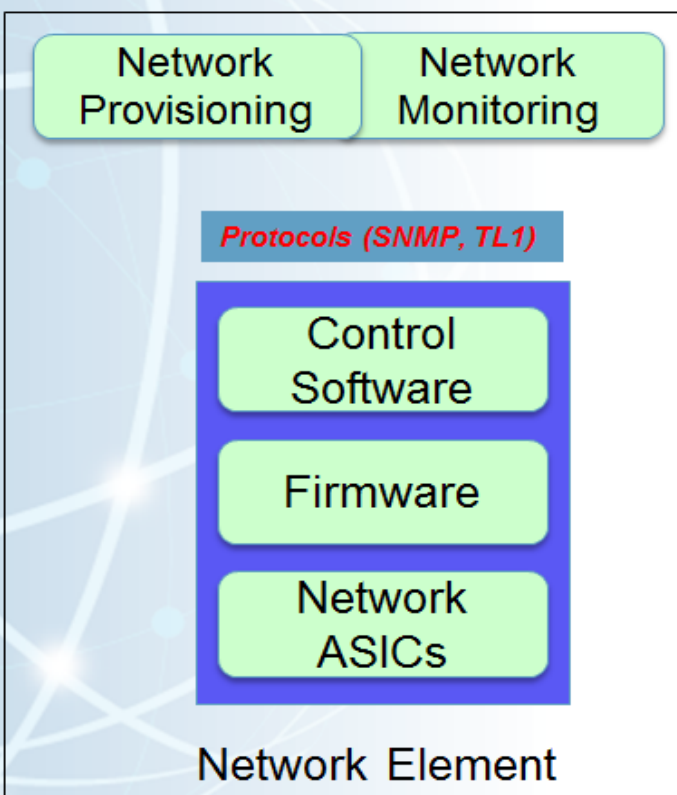 Network Network
Provisioning Monitoring
Protocols (SNMP, TL1)
Control
Software
Firmware
Network
ASICs
Network Element